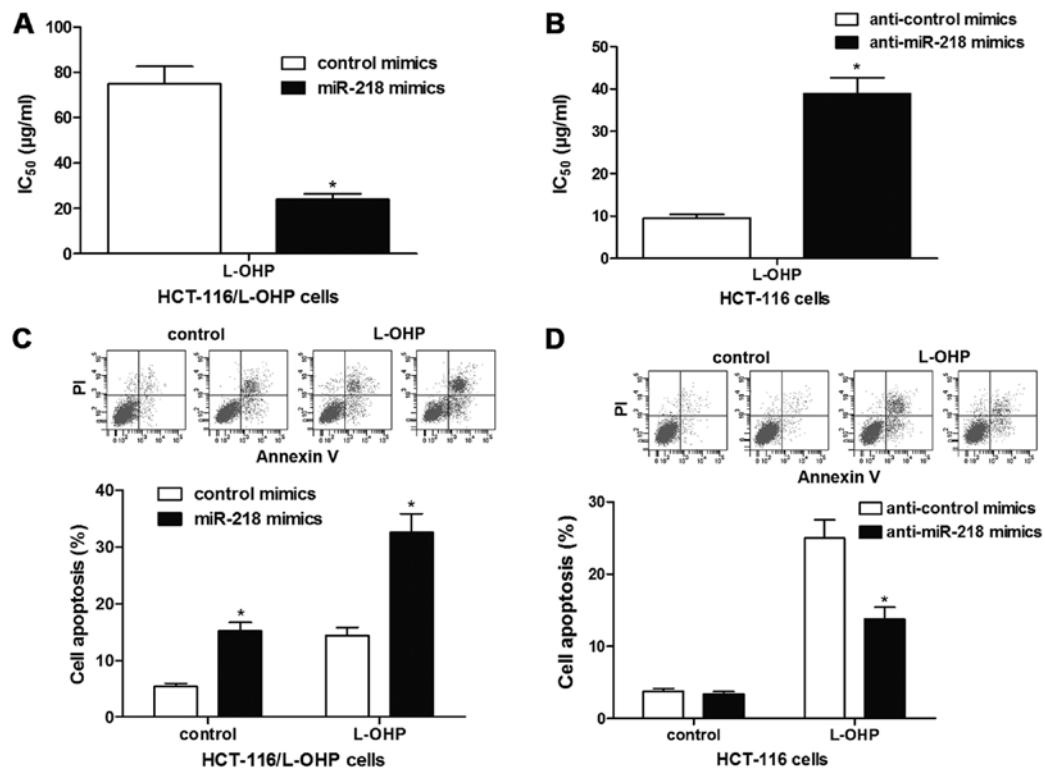 A
100
80
60
40
20
0
IC50 (µg/ml)
control mimics
miR-218 mimics
*
L-OHP
HCT-116/L-OHP cells
B
50
40
30
20
10
0
IC50 (µg/ml)
anti-control mimics
anti-miR-218 mimics
*
L-OHP
HCT-116 cells
C
control
L-OHP
PI
Annexin V
40
30
20
10
0
Cell apoptosis (%)
control mimics
miR-218 mimics
*
*
control
L-OHP
HCT-116/L-OHP cells
D
control
L-OHP
PI
Annexin V
30
20
10
0
Cell apoptosis (%)
anti-control mimics
anti-miR-218 mimics
*
control
L-OHP
HCT-116 cells